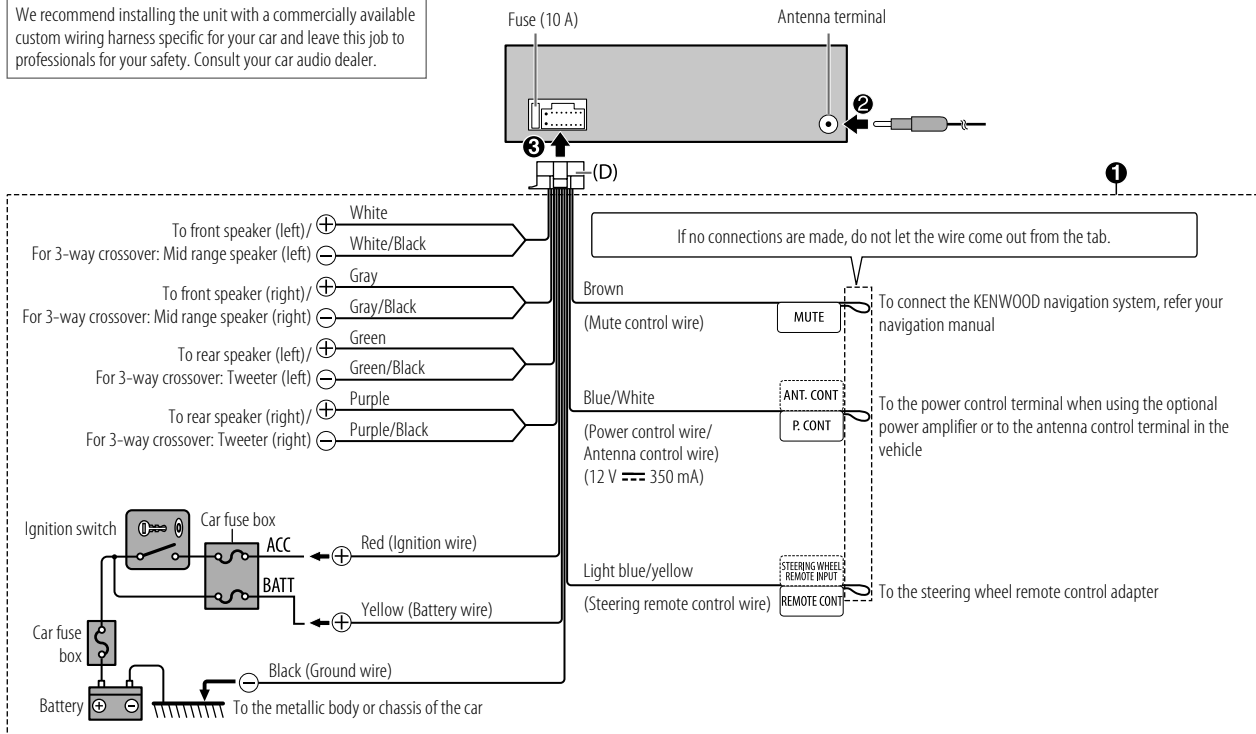 We recommend installing the unit with a commercially available
custom wiring harness specific for your car and leave this job to
professionals for your safety. Consult your car audio dealer.
Fuse (10 A)
Antenna terminal
❷
❸
(D)
❶
To front speaker (left)/
For 3-way crossover: Mid range speaker (left)
⊕ White
⊖ White/Black
To front speaker (right)/
For 3-way crossover: Mid range speaker (right)
⊕ Gray
⊖ Gray/Black
To rear speaker (left)/
For 3-way crossover: Tweeter (left)
⊕ Green
⊖ Green/Black
To rear speaker (right)/
For 3-way crossover: Tweeter (right)
⊕ Purple
⊖ Purple/Black
If no connections are made, do not let the wire come out from the tab.
Brown
(Mute control wire)
MUTE
To connect the KENWOOD navigation system, refer your
navigation manual
Blue/White
(Power control wire/
Antenna control wire)
(12 V ⎓ 350 mA)
ANT. CONT
P. CONT
To the power control terminal when using the optional
power amplifier or to the antenna control terminal in the
vehicle
Light blue/yellow
(Steering remote control wire)
STEERING WHEEL
REMOTE INPUT
REMOTE CONT
To the steering wheel remote control adapter
Ignition switch
Car fuse box
ACC
⊕ Red (Ignition wire)
BATT
⊕ Yellow (Battery wire)
Car fuse
box
⊖ Black (Ground wire)
Battery
⊕ ⊖
To the metallic body or chassis of the car